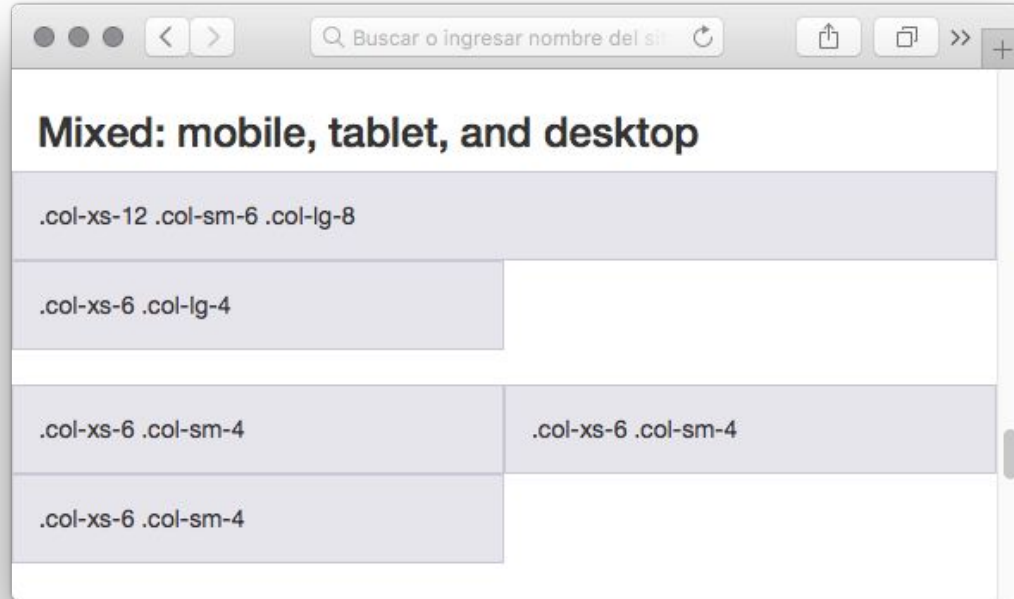 Buscar o ingresar nombre del si
Mixed: mobile, tablet, and desktop
.col-xs-12 .col-sm-6 .col-lg-8
.col-xs-6 .col-lg-4
.col-xs-6 .col-sm-4 .col-xs-6 .col-sm-4
.col-xs-6 .col-sm-4